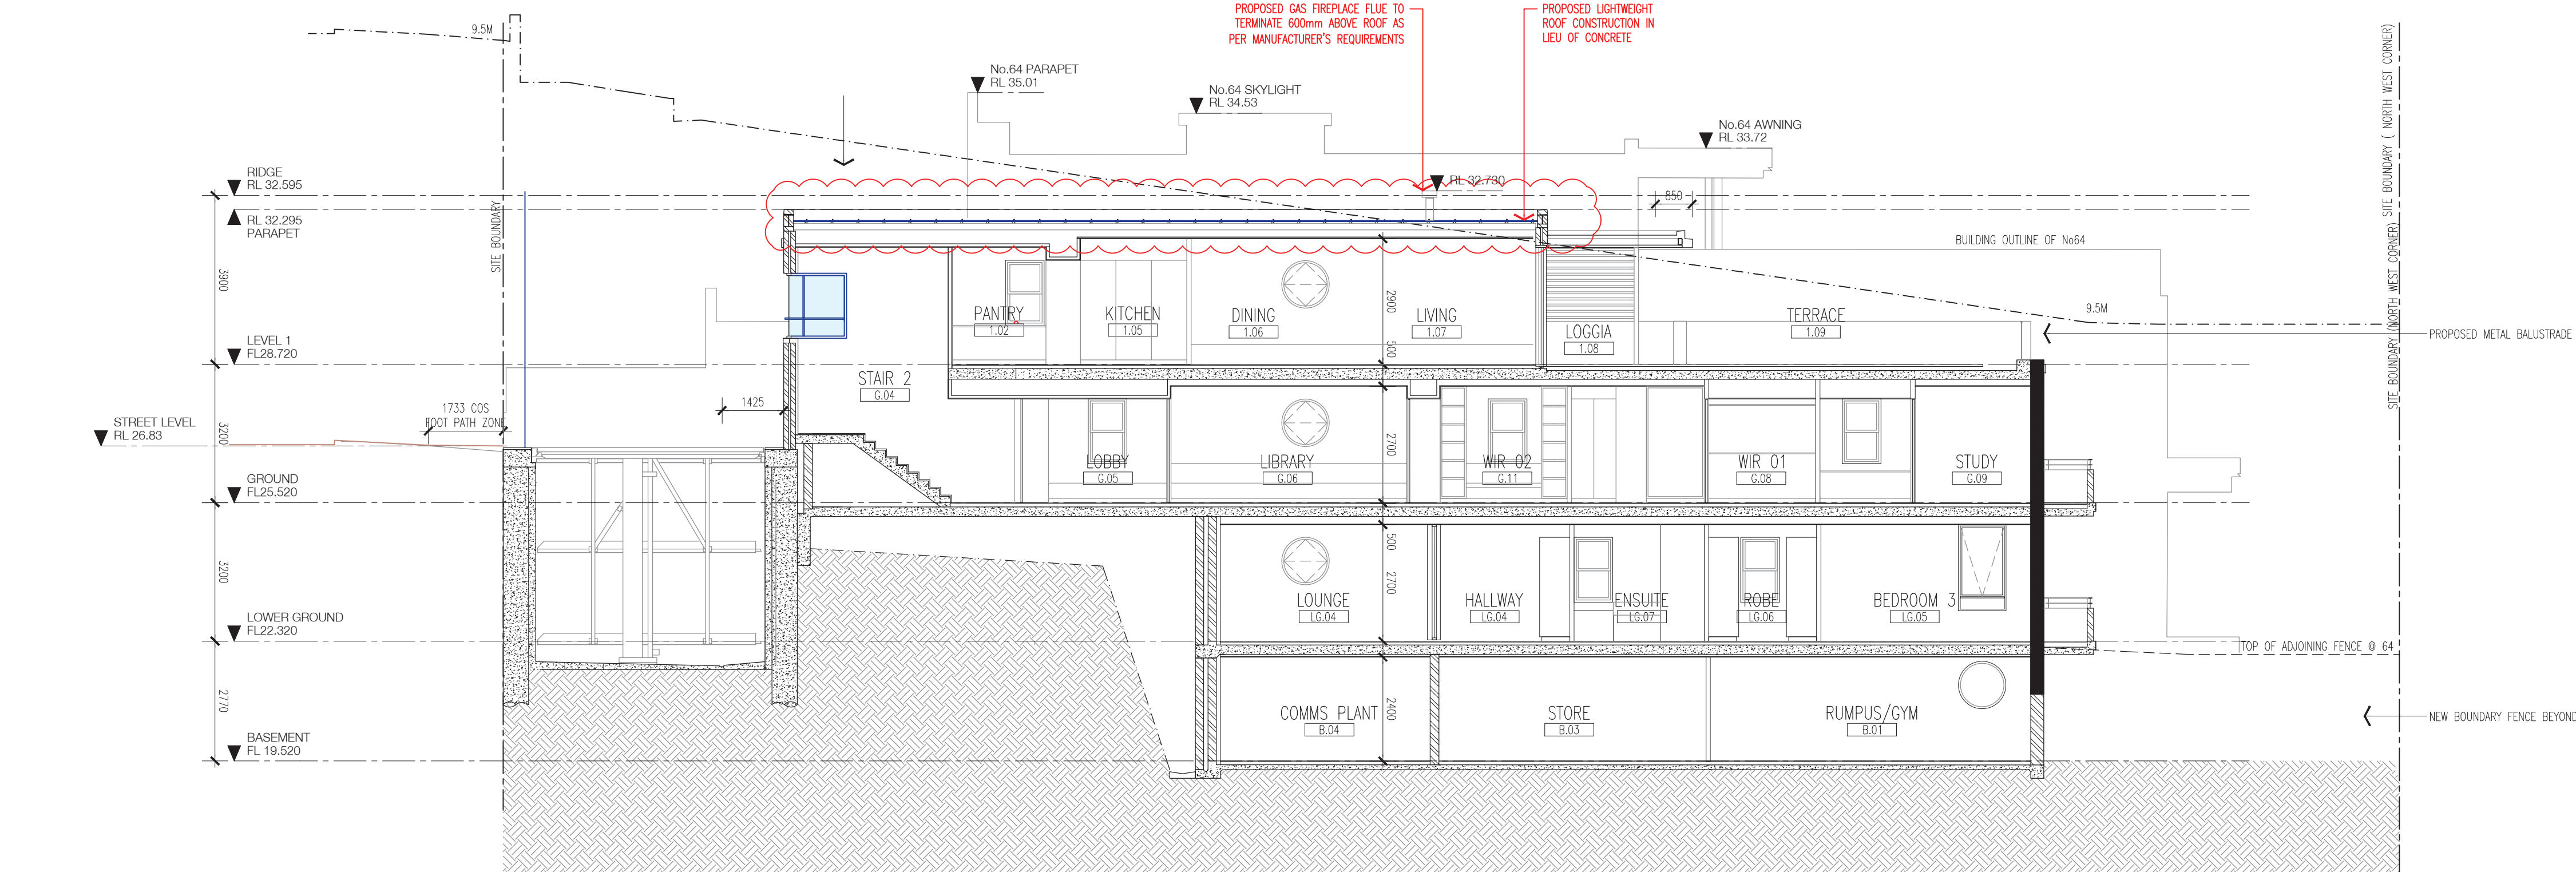 PROPOSED GAS FIREPLACE FLUE TO
TERMINATE 600mm ABOVE ROOF AS
PER MANUFACTURER'S REQUIREMENTS
PROPOSED LIGHTWEIGHT
ROOF CONSTRUCTION IN
LIEU OF CONCRETE
9.5M
No.64 PARAPET
RL 35.01
No.64 SKYLIGHT
RL 34.53
No.64 AWNING
RL 33.72
RIDGE
RL 32.595
RL 32.730
850
RL 32.295
PARAPET
SITE BOUNDARY
SITE BOUNDARY ( NORTH WEST CORNER)
SITE BOUNDARY (NORTH WEST CORNER)
SITE BOUNDARY (NORTH WEST CORNER)
BUILDING OUTLINE OF No64
3900
2900
500
PANTRY
1.02
KITCHEN
1.05
DINING
1.06
LIVING
1.07
LOGGIA
1.08
TERRACE
1.09
9.5M
PROPOSED METAL BALUSTRADE
LEVEL 1
FL28.720
STAIR 2
G.04
1425
1733 COS
FOOT PATH ZONE
STREET LEVEL
RL 26.83
3200
2700
LOBBY
G.05
LIBRARY
G.06
WIR 02
G.11
WIR 01
G.08
STUDY
G.09
GROUND
FL25.520
3200
500
2700
LOUNGE
LG.04
HALLWAY
LG.04
ENSUITE
LG.07
ROBE
LG.06
BEDROOM 3
LG.05
LOWER GROUND
FL22.320
TOP OF ADJOINING FENCE @ 64
2770
2400
COMMS PLANT
B.04
STORE
B.03
RUMPUS/GYM
B.01
NEW BOUNDARY FENCE BEYOND
BASEMENT
FL 19.520